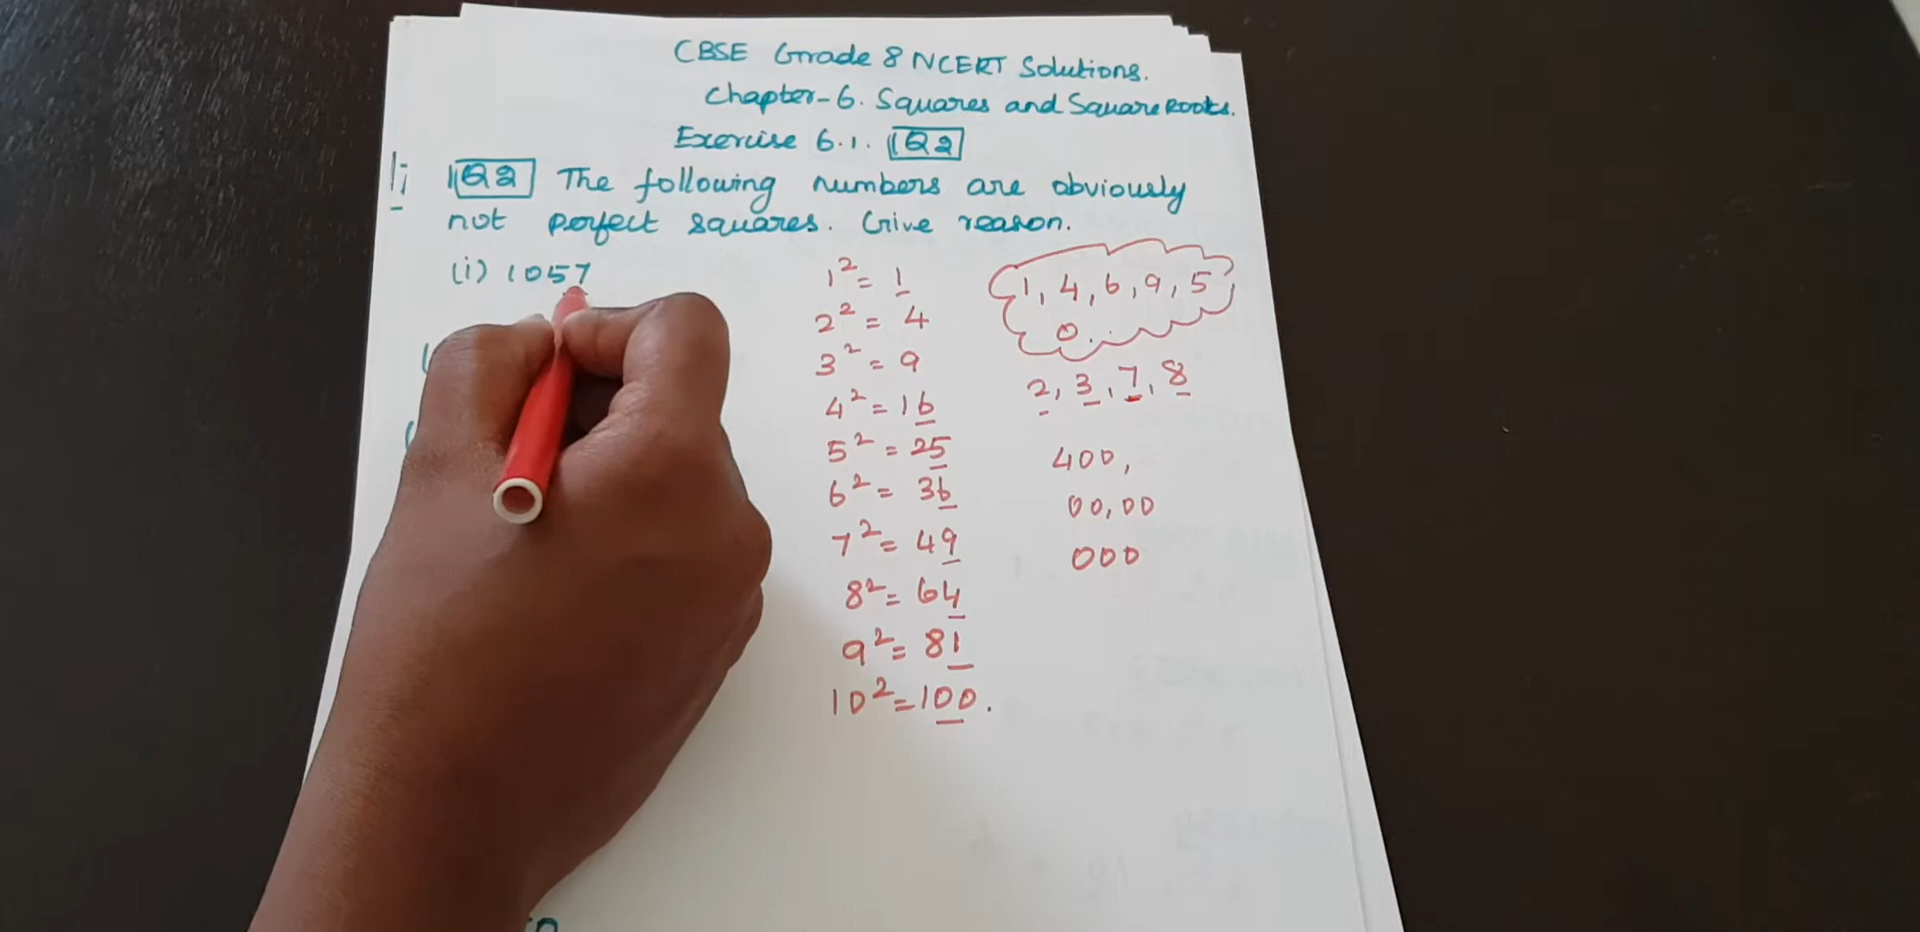 CBSE Grade 8 NCERT Solutions.
Chapter-6. Squares and Square Roots.
Exercise 6.1. Q2
Q2 The following numbers are obviously
not perfect squares. Give reason.
(i) 1057
1² = 1
2² = 4
3² = 9
4² = 16
5² = 25
6² = 36
7² = 49
8² = 64
9² = 81
10² = 100.
1, 4, 6, 9, 5
0.
2, 3, 7, 8
400,
00,00
000